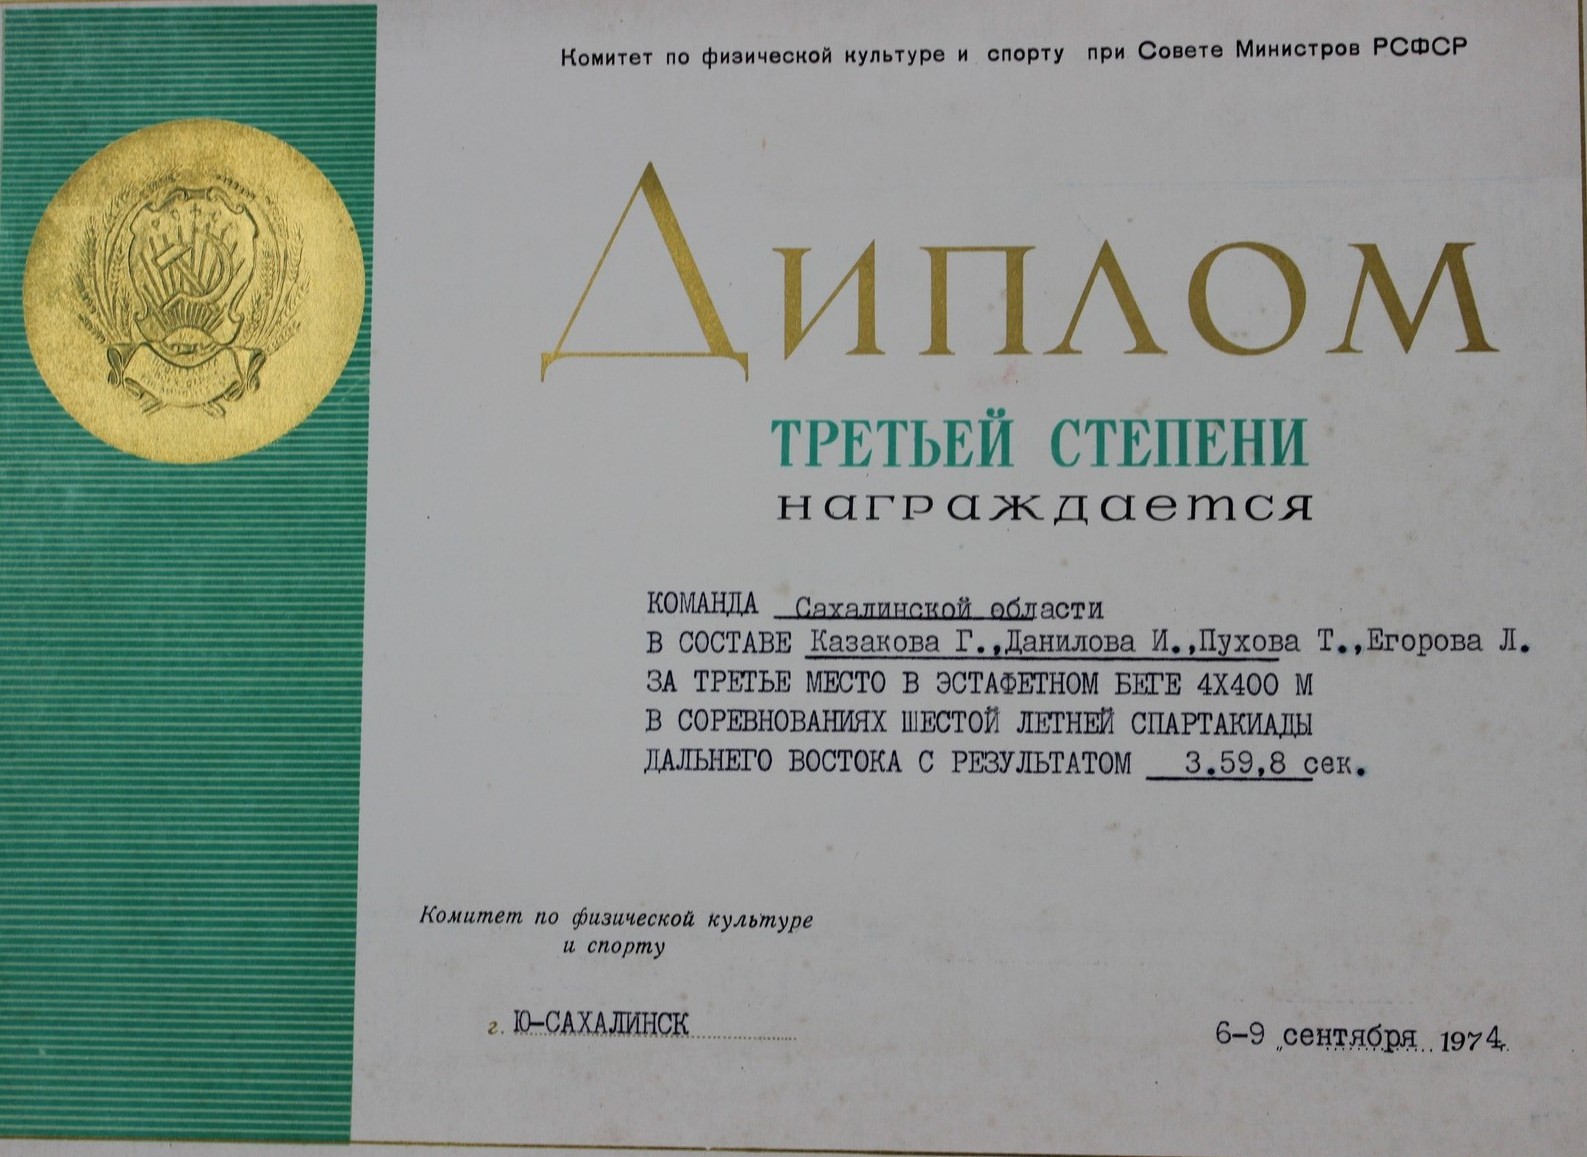 Комитет по физической культуре и спорту при Совете Министров РСФСР
Диплом
ТРЕТЬЕЙ СТЕПЕНИ
награждается
КОМАНДА Сахалинской области
В СОСТАВЕ Казакова Г.,Данилова И.,Пухова Т.,Егорова Л.
ЗА ТРЕТЬЕ МЕСТО В ЭСТАФЕТНОМ БЕГЕ 4Х400 М
В СОРЕВНОВАНИЯХ ШЕСТОЙ ЛЕТНЕЙ СПАРТАКИАДЫ
ДАЛЬНЕГО ВОСТОКА С РЕЗУЛЬТАТОМ 3.59,8 сек.
Комитет по физической культуре
и спорту
г. Ю-САХАЛИНСК
6-9 „сентября 1974г.